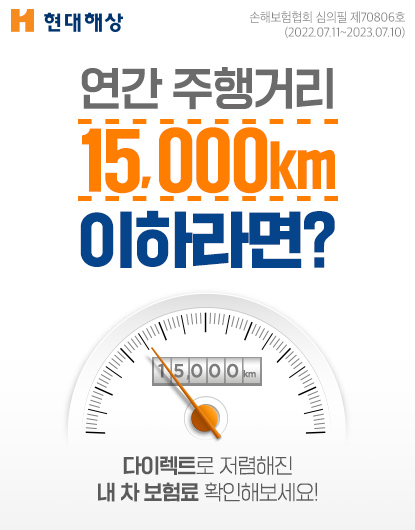 현대해상
손해보험협회 심의필 제70806호
(2022.07.11~2023.07.10)
연간 주행거리
15,000km
이하라면?
15,000km
다이렉트로 저렴해진
내 차 보험료 확인해보세요!